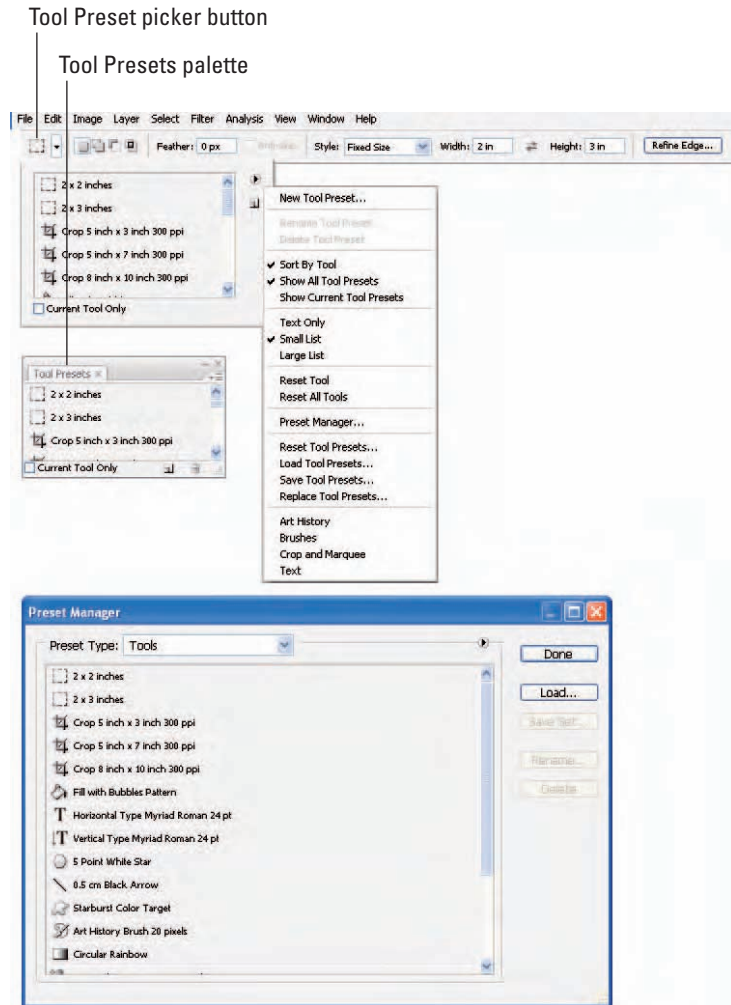 Tool Preset picker button
Tool Presets palette
File Edit Image Layer Select Filter Analysis View Window Help
Feather: 0 px Style: Fixed Size Width: 2 in Height: 3 in Refine Edge...
2 x 2 inches
2 x 3 inches
Crop 5 inch x 3 inch 300 ppi
Crop 5 inch x 7 inch 300 ppi
Crop 8 inch x 10 inch 300 ppi
Current Tool Only
New Tool Preset...
Rename Tool Preset...
Delete Tool Preset
Sort By Tool
Show All Tool Presets
Show Current Tool Presets
Text Only
Small List
Large List
Reset Tool
Reset All Tools
Preset Manager...
Reset Tool Presets...
Load Tool Presets...
Save Tool Presets...
Replace Tool Presets...
Art History
Brushes
Crop and Marquee
Text
Tool Presets ×
2 x 2 inches
2 x 3 inches
Crop 5 inch x 3 inch 300 ppi
Current Tool Only
Preset Manager
Preset Type: Tools
2 x 2 inches
2 x 3 inches
Crop 5 inch x 3 inch 300 ppi
Crop 5 inch x 7 inch 300 ppi
Crop 8 inch x 10 inch 300 ppi
Fill with Bubbles Pattern
Horizontal Type Myriad Roman 24 pt
Vertical Type Myriad Roman 24 pt
5 Point White Star
0.5 cm Black Arrow
Starburst Color Target
Art History Brush 20 pixels
Circular Rainbow
Done
Load...
Save Set...
Rename...
Delete